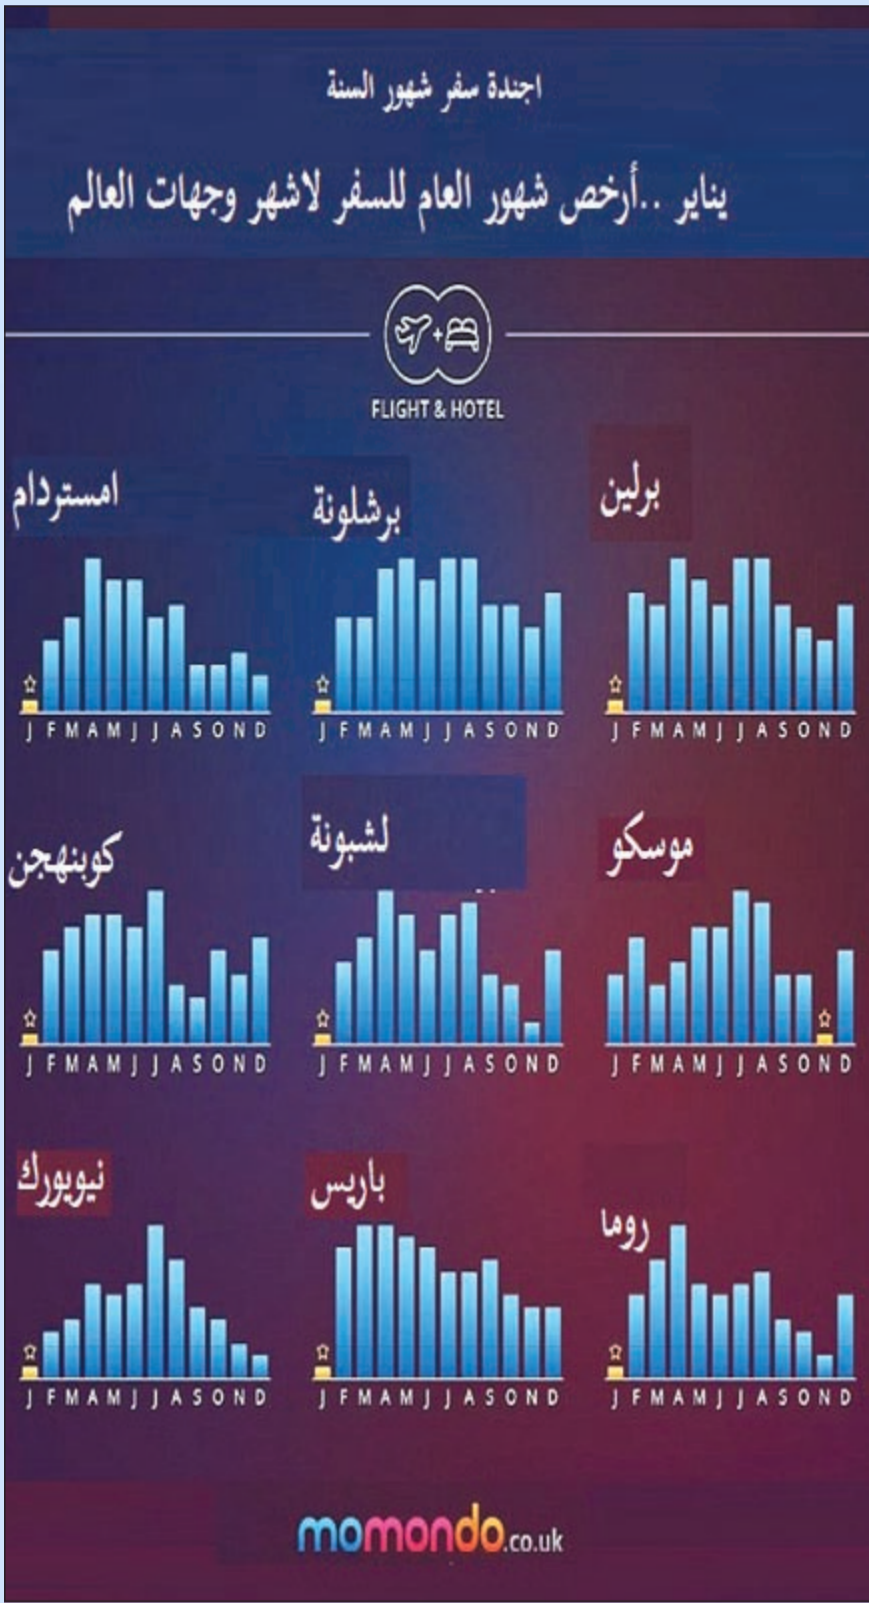 اجندة سفر شهور السنة
يناير ..أرخص شهور العام للسفر لاشهر وجهات العالم
FLIGHT & HOTEL
امستردام
برشلونة
برلين
J F M A M J J A S O N D
J F M A M J J A S O N D
J F M A M J J A S O N D
كوبنهجن
لشبونة
موسكو
J F M A M J J A S O N D
J F M A M J J A S O N D
J F M A M J J A S O N D
نيويورك
باريس
روما
J F M A M J J A S O N D
J F M A M J J A S O N D
J F M A M J J A S O N D
momondo.co.uk